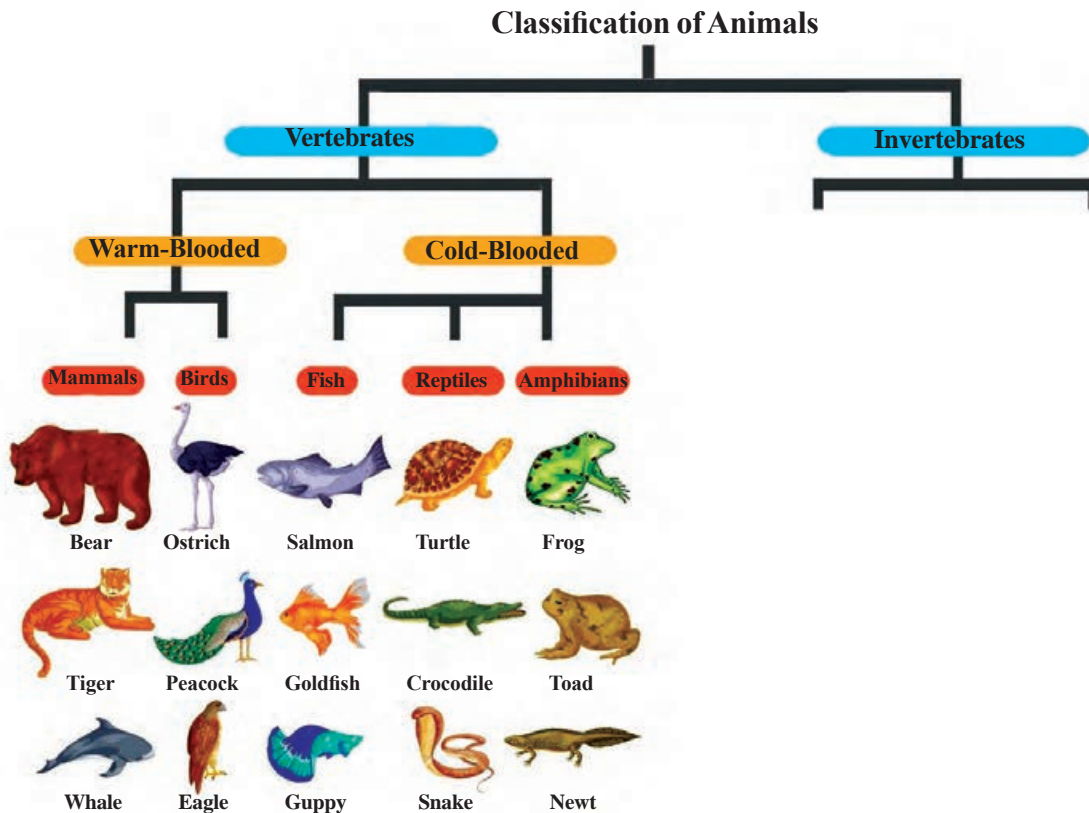 Classification of Animals
Vertebrates
Invertebrates
Warm-Blooded
Cold-Blooded
Mammals
Birds
Fish
Reptiles
Amphibians
Bear
Ostrich
Salmon
Turtle
Frog
Tiger
Peacock
Goldfish
Crocodile
Toad
Whale
Eagle
Guppy
Snake
Newt